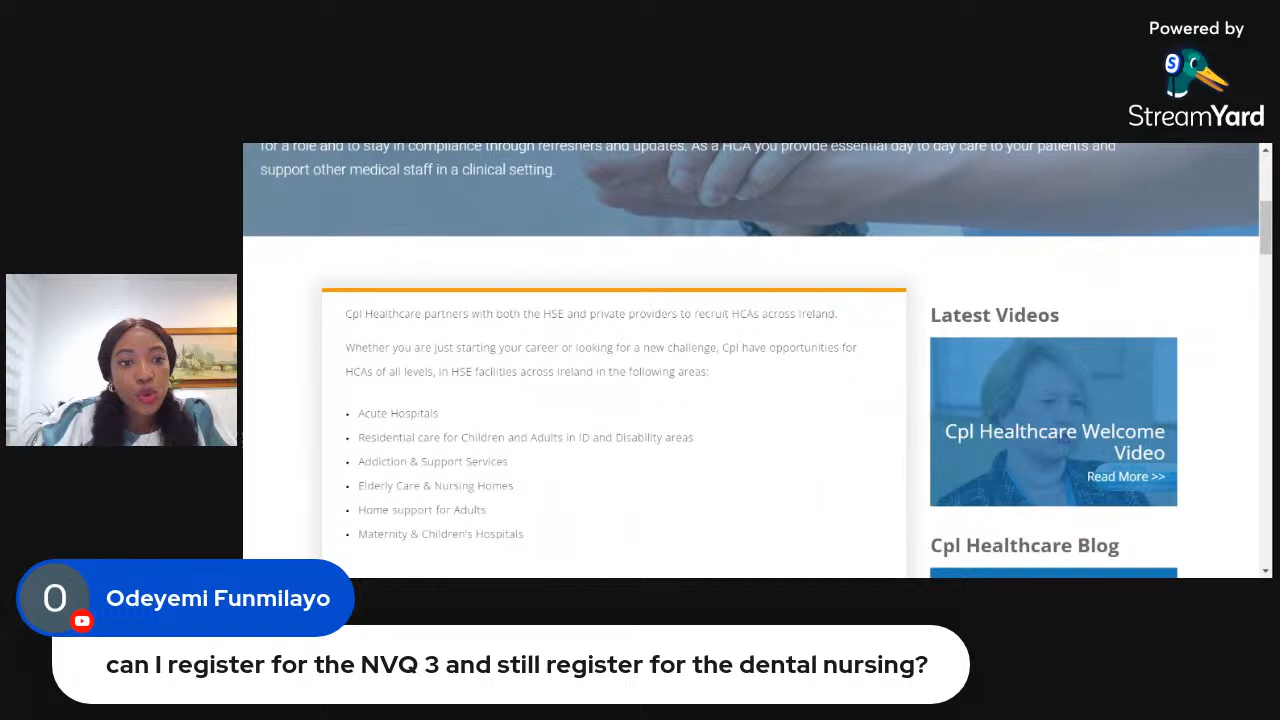 Powered by
S
StreamYard
for a role and to stay in compliance through refreshers and updates. As a HCA you provide essential day to day care to your patients and
support other medical staff in a clinical setting.
Cpl Healthcare partners with both the HSE and private providers to recruit HCAs across Ireland.
Whether you are just starting your career or looking for a new challenge, Cpl have opportunities for
HCAs of all levels, in HSE facilities across Ireland in the following areas:
• Acute Hospitals
• Residential care for Children and Adults in ID and Disability areas
• Addiction & Support Services
• Elderly Care & Nursing Homes
• Home support for Adults
• Maternity & Children's Hospitals
Latest Videos
Cpl Healthcare Welcome
Video
Read More >>
Cpl Healthcare Blog
O
Odeyemi Funmilayo
can I register for the NVQ 3 and still register for the dental nursing?